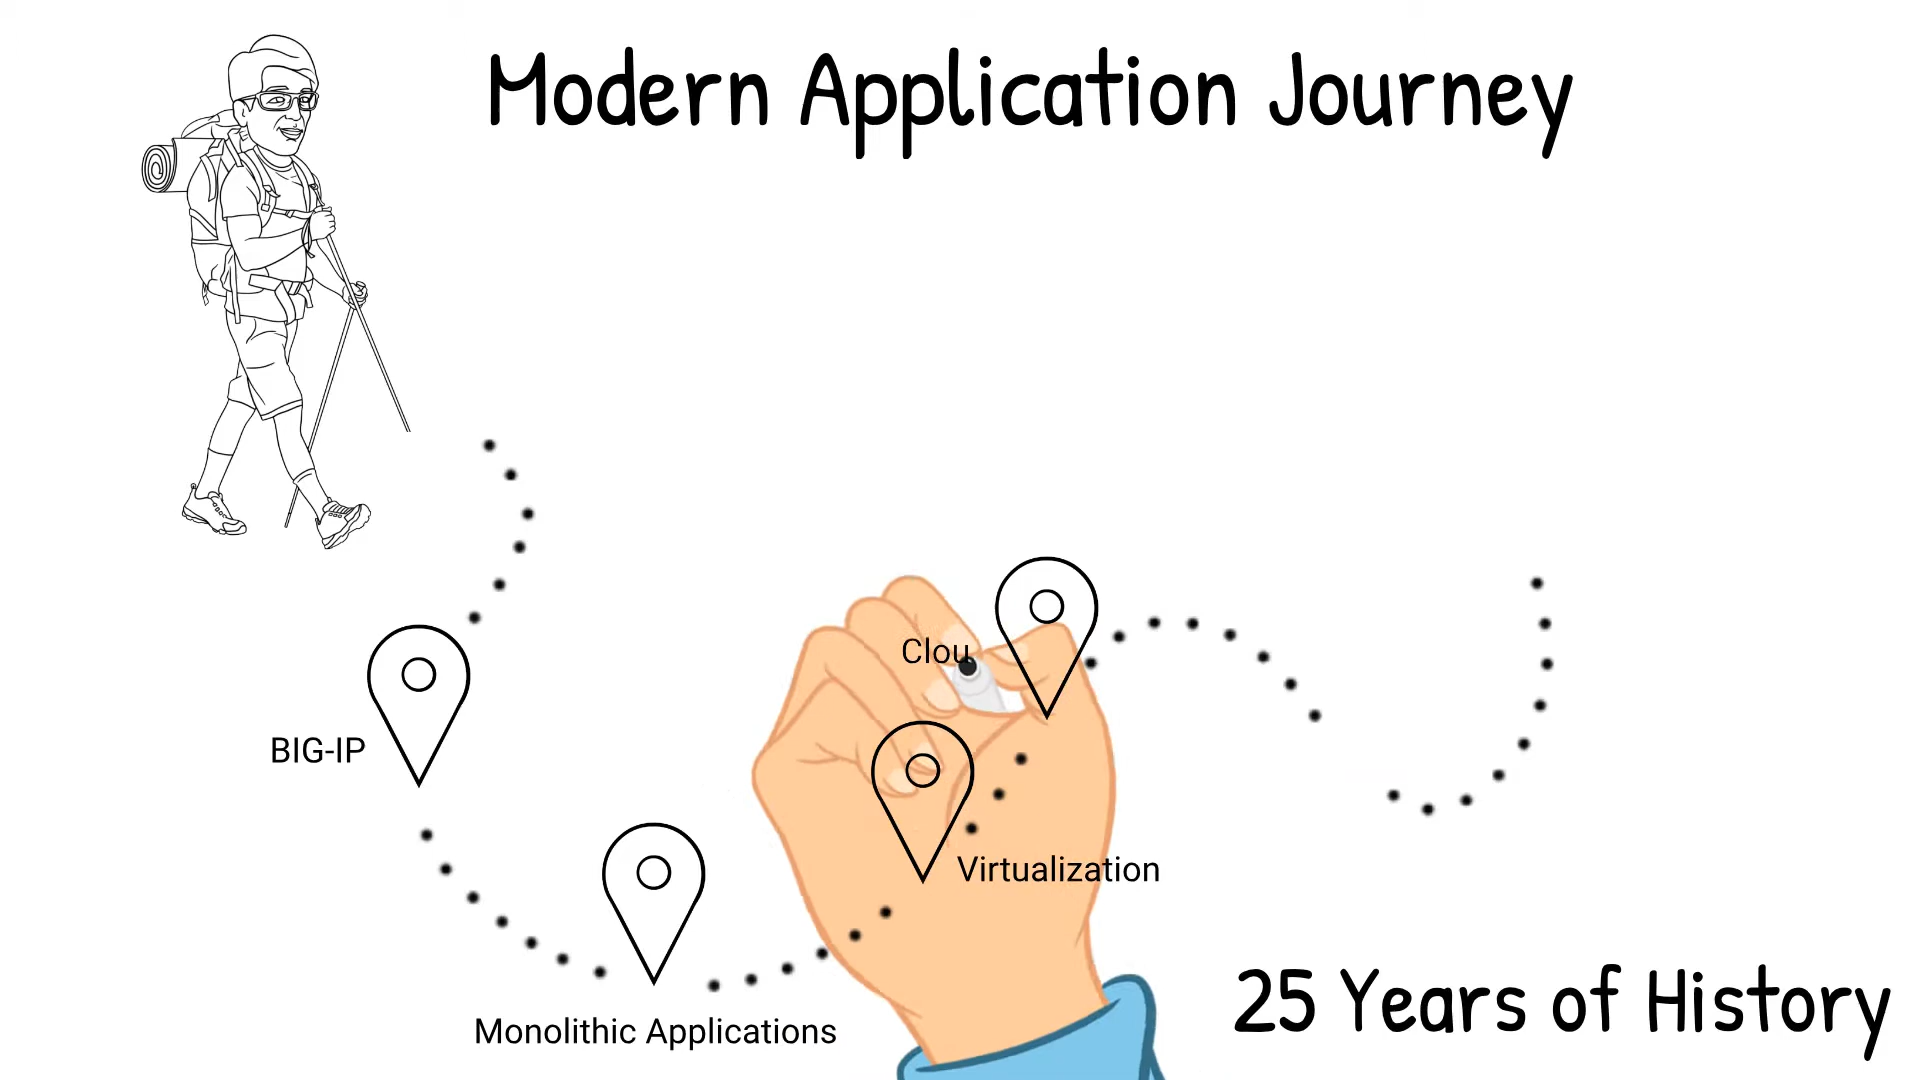 Modern Application Journey
Clou
BIG-IP
Virtualization
Monolithic Applications
25 Years of History